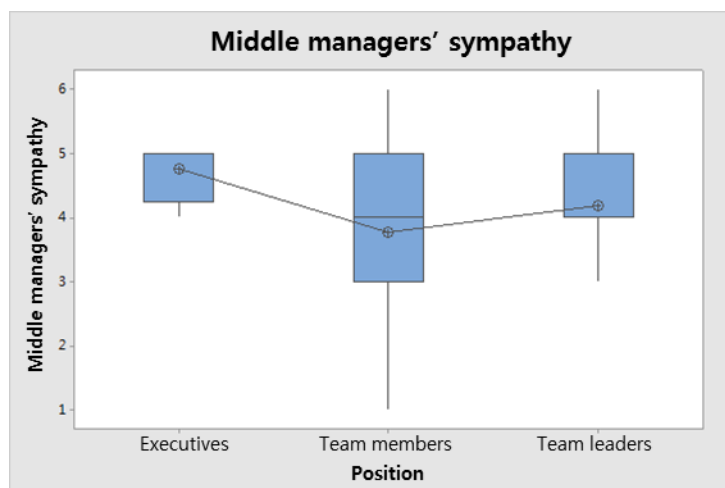 Middle managers’ sympathy
Middle managers’ sympathy
6
5
4
3
2
1
Executives Team members Team leaders
Position